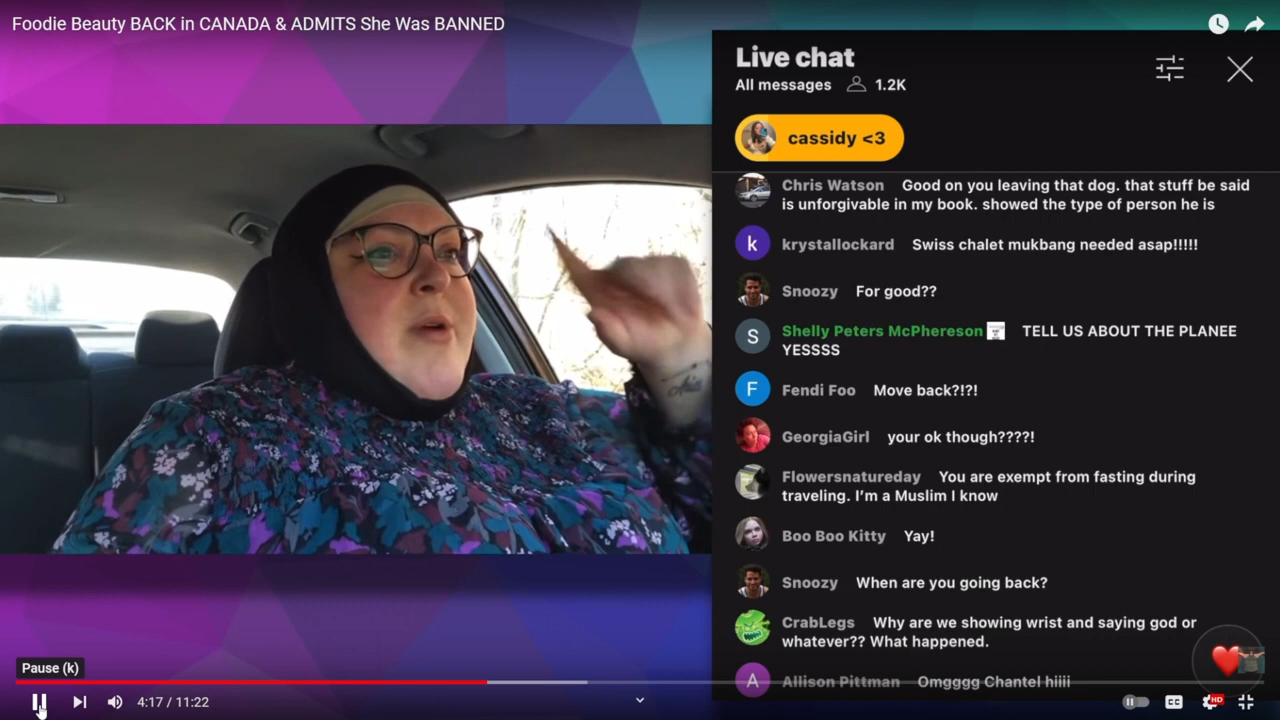 Foodie Beauty BACK in CANADA & ADMITS She Was BANNED
Live chat
All messages 1.2K
cassidy <3
Chris Watson Good on you leaving that dog. that stuff be said
is unforgivable in my book. showed the type of person he is
k krystallockard Swiss chalet mukbang needed asap!!!!!
Snoozy For good??
S Shelly Peters McPhereson TELL US ABOUT THE PLANEE
YESSSS
F Fendi Foo Move back?!?!
GeorgiaGirl your ok though????!
Flowersnatureday You are exempt from fasting during
traveling. I’m a Muslim I know
Boo Boo Kitty Yay!
Snoozy When are you going back?
CrabLegs Why are we showing wrist and saying god or
whatever?? What happened.
A Allison Pittman Omgggg Chantel hiiii
Pause (k)
4:17 / 11:22
CC
HD